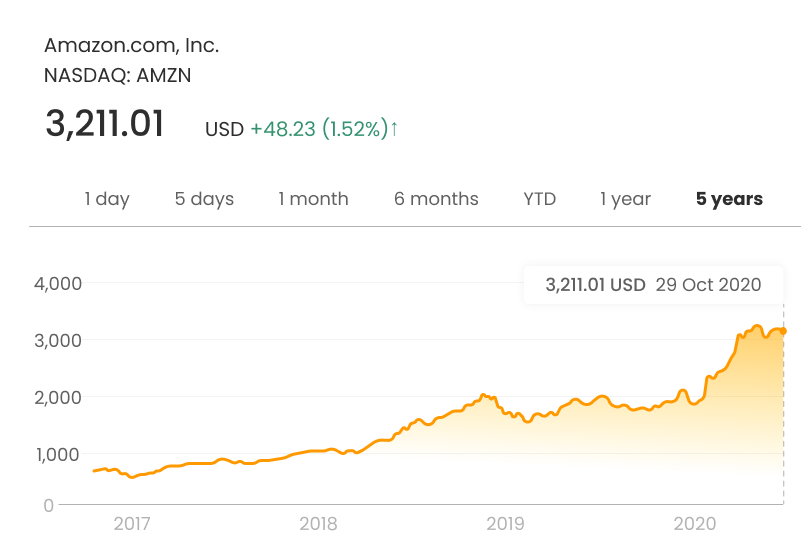 Amazon.com, Inc.
NASDAQ: AMZN
3,211.01 USD +48.23 (1.52%)↑
1 day 5 days 1 month 6 months YTD 1 year 5 years
3,211.01 USD 29 Oct 2020
4,000
3,000
2,000
1,000
0
2017 2018 2019 2020